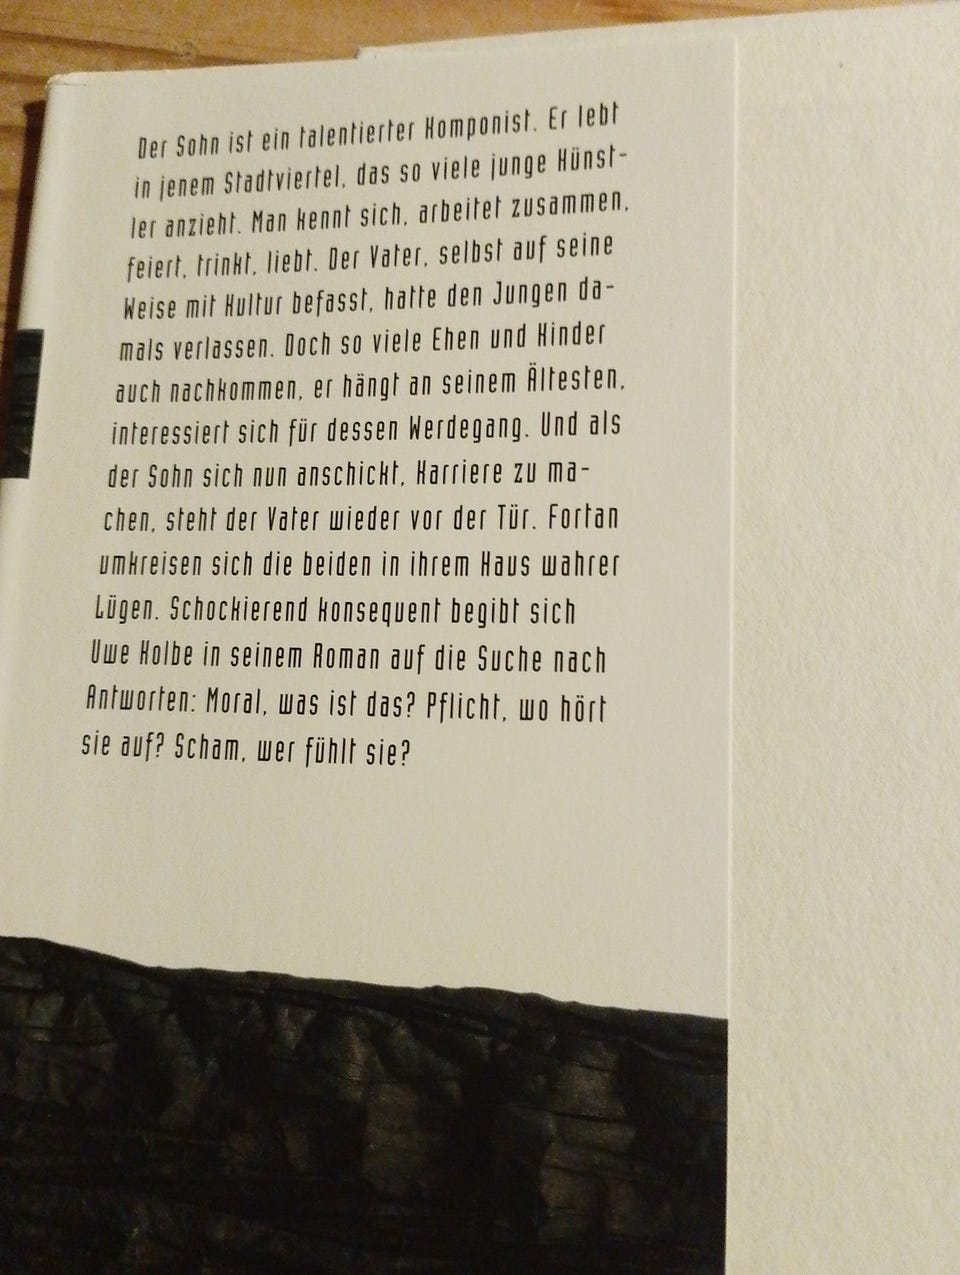 Der Sohn ist ein talentierter Komponist. Er lebt
in jenem Stadtviertel, das so viele junge Künst-
ler anzieht. Man kennt sich, arbeitet zusammen,
feiert, trinkt, liebt. Der Vater, selbst auf seine
Weise mit Kultur befasst, hatte den Jungen da-
mals verlassen. Doch so viele Ehen und Kinder
auch nachkommen, er hängt an seinem Ältesten,
interessiert sich für dessen Werdegang. Und als
der Sohn sich nun anschickt, Karriere zu ma-
chen, steht der Vater wieder vor der Tür. Fortan
umkreisen sich die beiden in ihrem Haus wahrer
Lügen. Schockierend konsequent begibt sich
Uwe Kolbe in seinem Roman auf die Suche nach
Antworten: Moral, was ist das? Pflicht, wo hört
sie auf? Scham, wer fühlt sie?